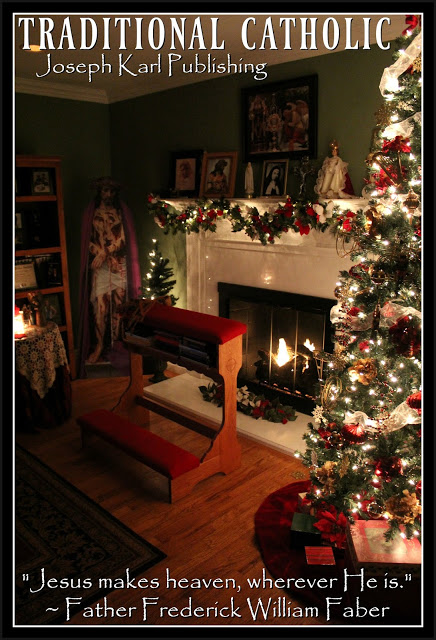 TRADITIONAL CATHOLIC
Joseph Karl Publishing
"Jesus makes heaven, wherever He is."
~ Father Frederick William Faber